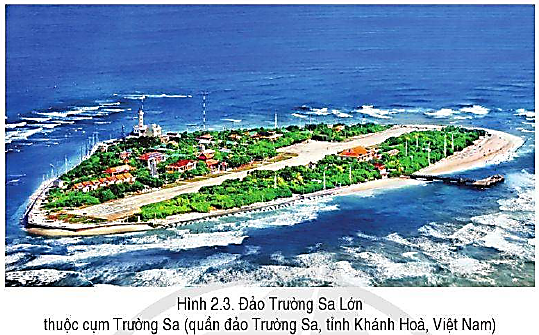 Hình 2.3. Đảo Trường Sa Lớn
thuộc cụm Trường Sa (quần đảo Trường Sa, tỉnh Khánh Hoà, Việt Nam)